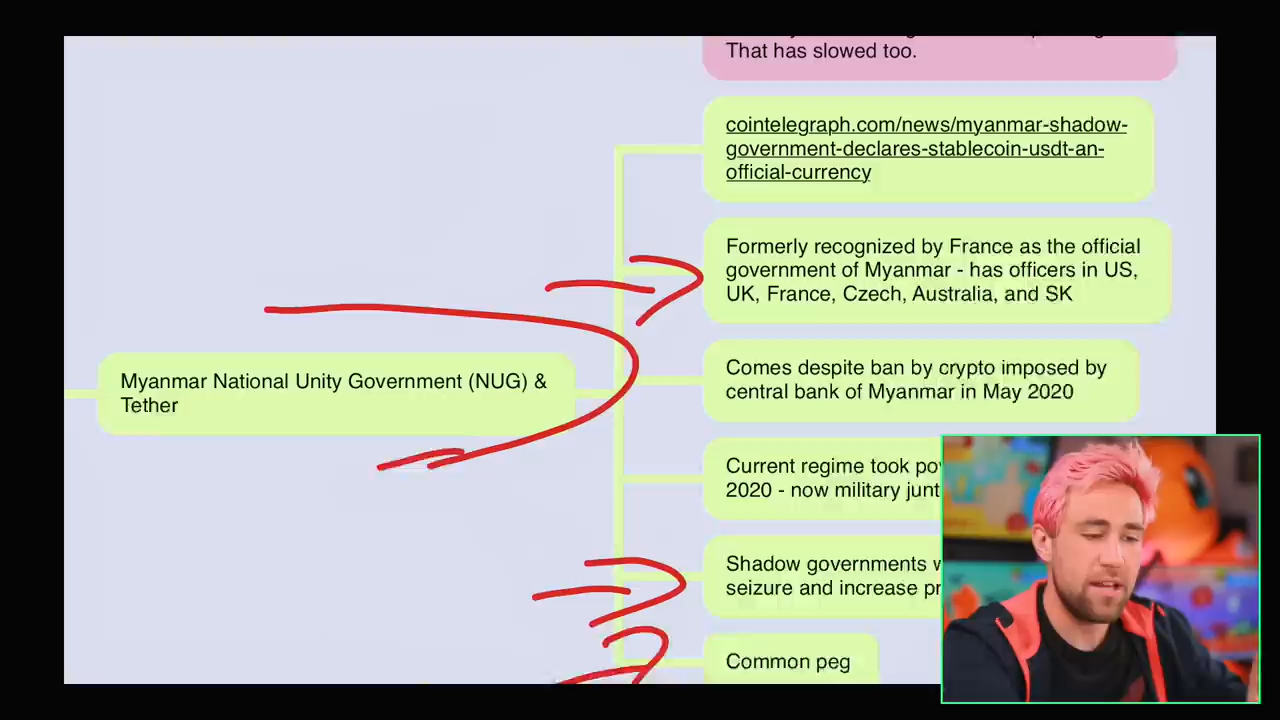 That has slowed too.
cointelegraph.com/news/myanmar-shadow-
government-declares-stablecoin-usdt-an-
official-currency
Formerly recognized by France as the official
government of Myanmar - has officers in US,
UK, France, Czech, Australia, and SK
Myanmar National Unity Government (NUG) &
Tether
Comes despite ban by crypto imposed by
central bank of Myanmar in May 2020
Current regime took
2020 - now military
Shadow governments
seizure and increase
Common peg